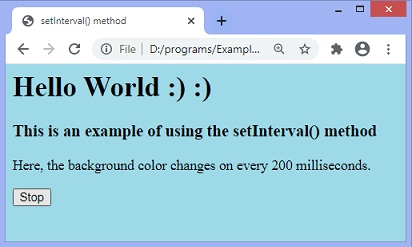 setInterval() method
File | D:/programs/Exampl...
Hello World :) :)
This is an example of using the setInterval() method
Here, the background color changes on every 200 milliseconds.
Stop